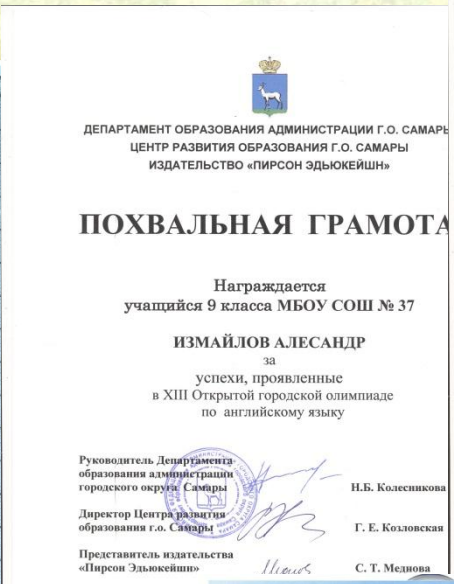 ДЕПАРТАМЕНТ ОБРАЗОВАНИЯ АДМИНИСТРАЦИИ Г.О. САМАРЫ
ЦЕНТР РАЗВИТИЯ ОБРАЗОВАНИЯ Г.О. САМАРЫ
ИЗДАТЕЛЬСТВО «ПИРСОН ЭДЬЮКЕЙШН»
ПОХВАЛЬНАЯ ГРАМОТА
Награждается
учащийся 9 класса МБОУ СОШ № 37
ИЗМАЙЛОВ АЛЕСАНДР
за
успехи, проявленные
в XIII Открытой городской олимпиаде
по английскому языку
Руководитель Департамента
образования администрации
городского округа Самары Н.Б. Колесникова
Директор Центра развития
образования г.о. Самары Г. Е. Козловская
Представитель издательства
«Пирсон Эдьюкейшн» С. Т. Меднова